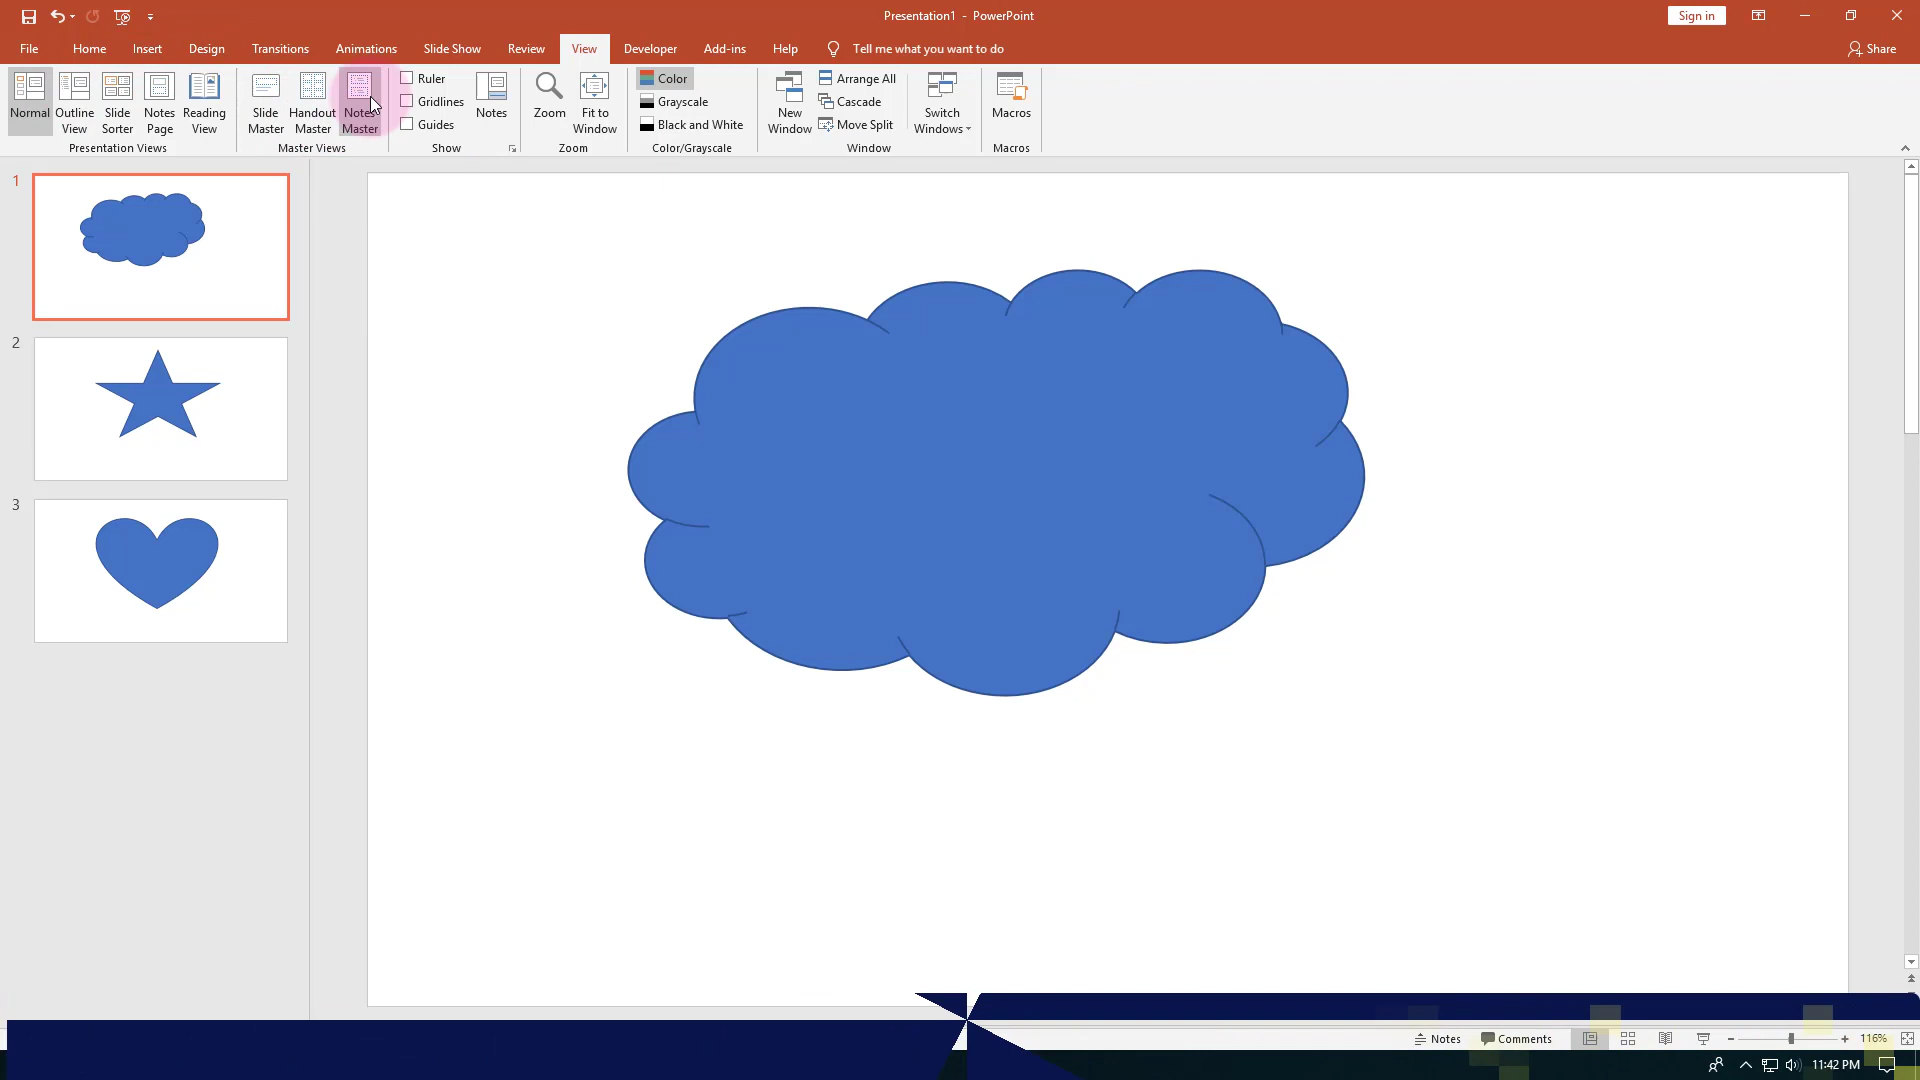 Presentation1 - PowerPoint
Sign in
File Home Insert Design Transitions Animations Slide Show Review View Developer Add-ins Help Tell me what you want to do Share
Normal
Outline View
Slide Sorter
Notes Page
Reading View
Presentation Views
Slide Master
Handout Master
Notes Master
Master Views
Ruler
Gridlines
Guides
Show
Notes
Zoom
Fit to Window
Zoom
Color
Grayscale
Black and White
Color/Grayscale
New Window
Arrange All
Cascade
Move Split
Switch Windows
Window
Macros
Macros
1
2
3
Notes Comments 116%
11:42 PM